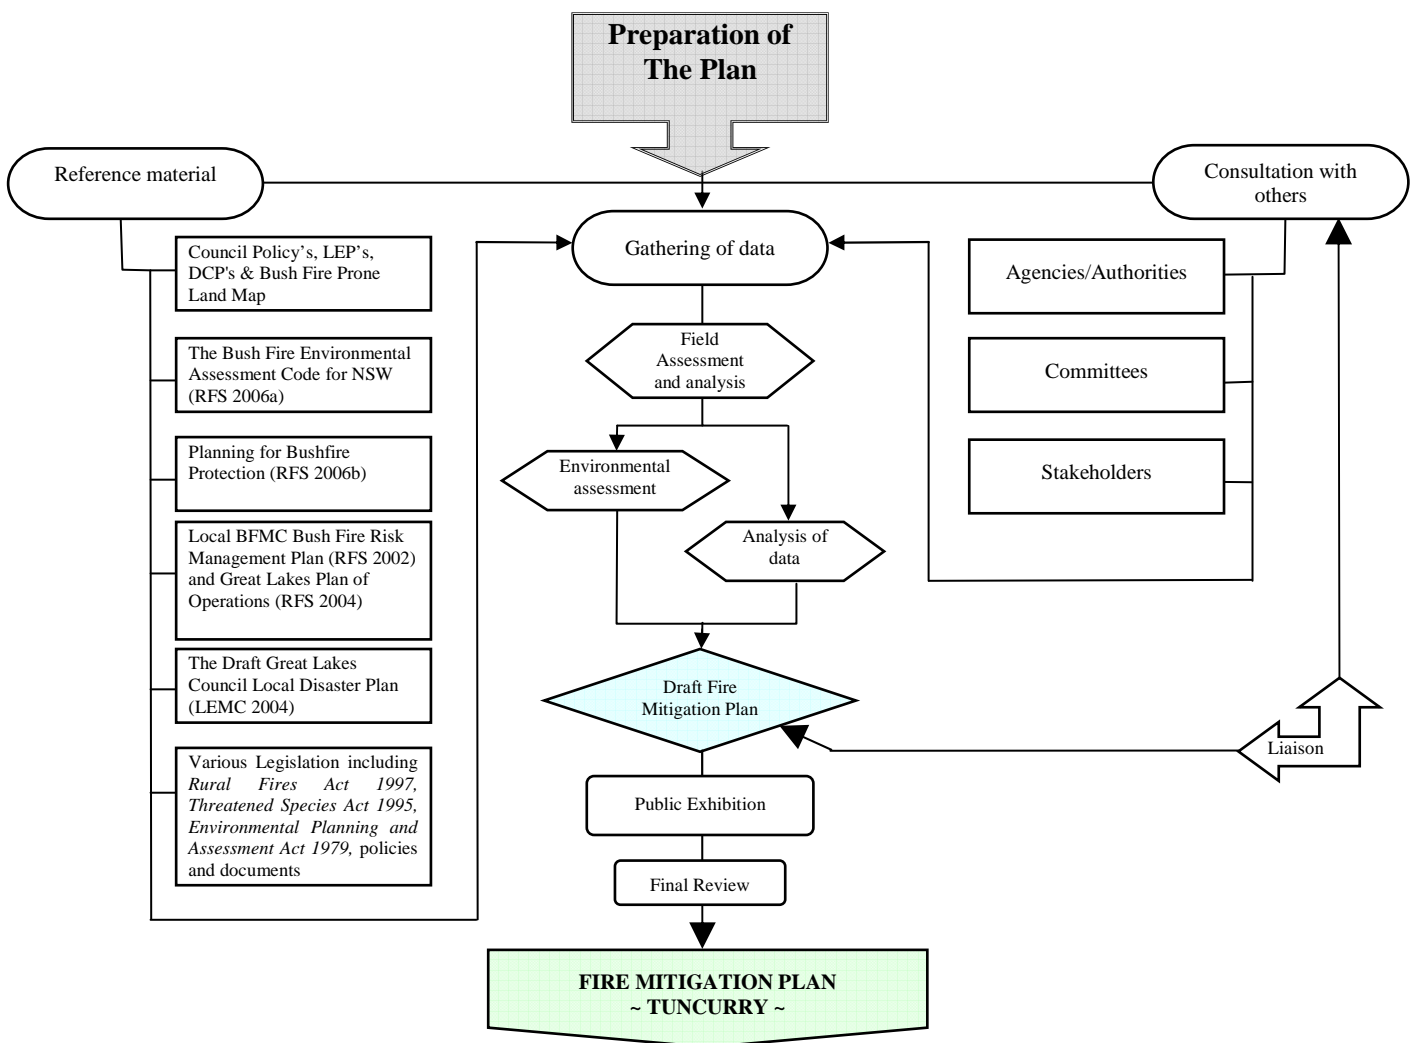 Preparation of
The Plan
Reference material
Consultation with
others
Gathering of data
Council Policy's, LEP's,
DCP's & Bush Fire Prone
Land Map
The Bush Fire Environmental
Assessment Code for NSW
(RFS 2006a)
Planning for Bushfire
Protection (RFS 2006b)
Local BFMC Bush Fire Risk
Management Plan (RFS 2002)
and Great Lakes Plan of
Operations (RFS 2004)
The Draft Great Lakes
Council Local Disaster Plan
(LEMC 2004)
Various Legislation including
Rural Fires Act 1997,
Threatened Species Act 1995,
Environmental Planning and
Assessment Act 1979, policies
and documents
Field
Assessment
and analysis
Environmental
assessment
Analysis of
data
Agencies/Authorities
Committees
Stakeholders
Draft Fire
Mitigation Plan
Liaison
Public Exhibition
Final Review
FIRE MITIGATION PLAN
~ TUNCURRY ~